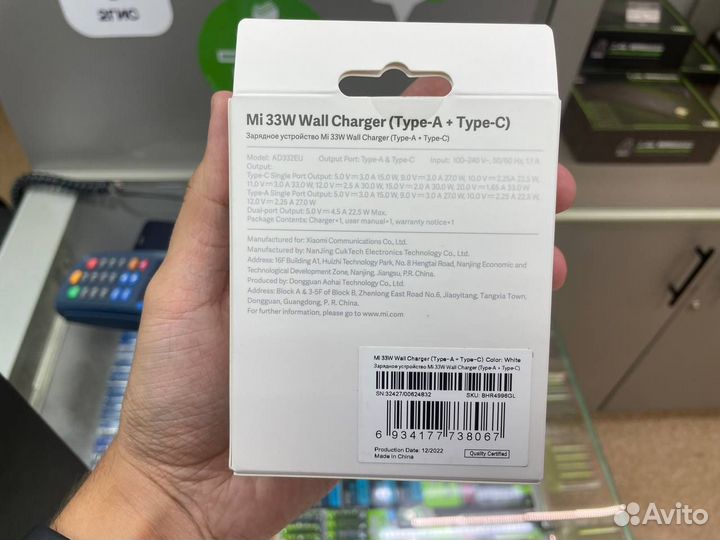 Mi 33W Wall Charger (Type-A + Type-C)
Зарядное устройство Mi 33W Wall Charger (Type-A + Type-C)
Model: AD332EU Output Port: Type-A & Type-C Input: 100-240 V~, 50/60 Hz, 1.1 A
Output:
Type-C Single Port Output: 5.0 V⎓3.0 A 15.0 W, 9.0 V⎓3.0 A 27.0 W, 10.0 V⎓2.25A 22.5 W,
11.0 V⎓3.0 A 33.0 W, 12.0 V⎓2.5 A 30.0 W, 15.0 V⎓2.0 A 30.0 W, 20.0 V⎓1.65 A 33.0 W
Type-A Single Port Output: 5.0 V⎓3.0 A 15.0 W, 9.0 V⎓3.0 A 27.0 W, 10.0 V⎓2.25 A 22.5 W,
12.0 V⎓2.25 A 27.0 W
Dual-port Output: 5.0 V⎓4.5 A 22.5 W Max.
Package Contents: Charger×1, user manual×1, warranty notice×1
Manufactured for: Xiaomi Communications Co., Ltd.
Manufactured by: NanJing CukTech Electronics Technology Co., Ltd.
Address: 16F Building A1, Huizhi Technology Park, No. 8 Hengtai Road, Nanjing Economic and
Technological Development Zone, Nanjing, Jiangsu, P.R. China.
Produced by: Dongguan Aohai Technology Co., Ltd.
Address: Block A & 3-5F of Block B, Zhenlong East Road No.6, Jiaoyitang, Tangxia Town,
Dongguan, Guangdong, P. R. China.
For further information, please go to www.mi.com
Mi 33W Wall Charger (Type-A + Type-C) Color: White
Зарядное устройство Mi 33W Wall Charger (Type-A + Type-C)
SN:32427/00624832 SKU: BHR4996GL
6 934177 738067
Production Date: 12/2022
Made in China Quality Certified
Avito